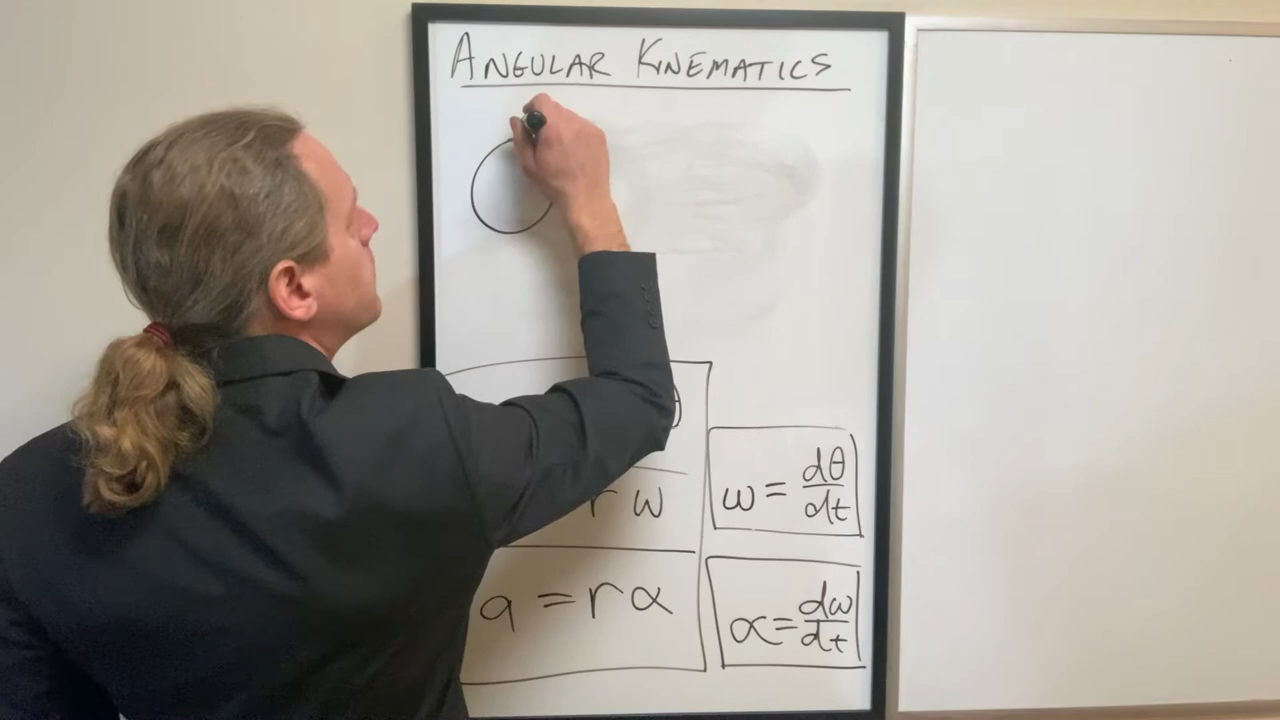 ANGULAR KINEMATICS
θ
r ω
a = r α
ω = dθ/dt
α = dω/dt